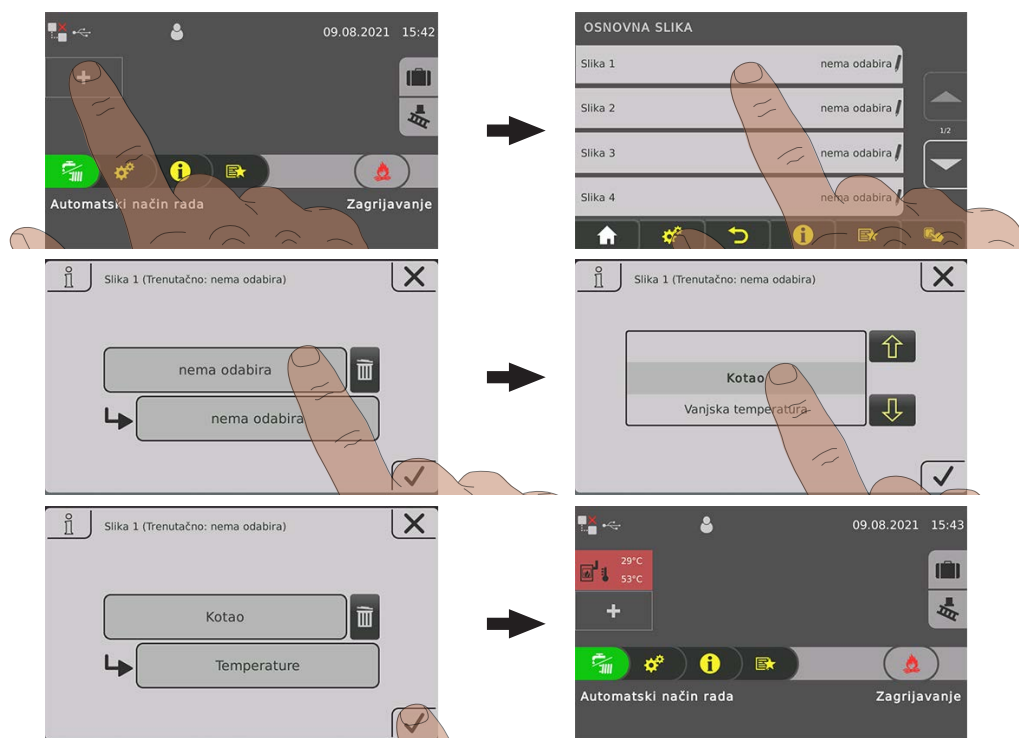 09.08.2021 15:42
+
Automatski način rada
Zagrijavanje
OSNOVNA SLIKA
Slika 1 nema odabira
Slika 2 nema odabira
1/2
Slika 3 nema odabira
Slika 4 nema odabira
Slika 1 (Trenutačno: nema odabira)
nema odabira
nema odabira
Slika 1 (Trenutačno: nema odabira)
Kotao
Vanjska temperatura
Slika 1 (Trenutačno: nema odabira)
Kotao
Temperature
09.08.2021 15:43
29°C
53°C
+
Automatski način rada
Zagrijavanje